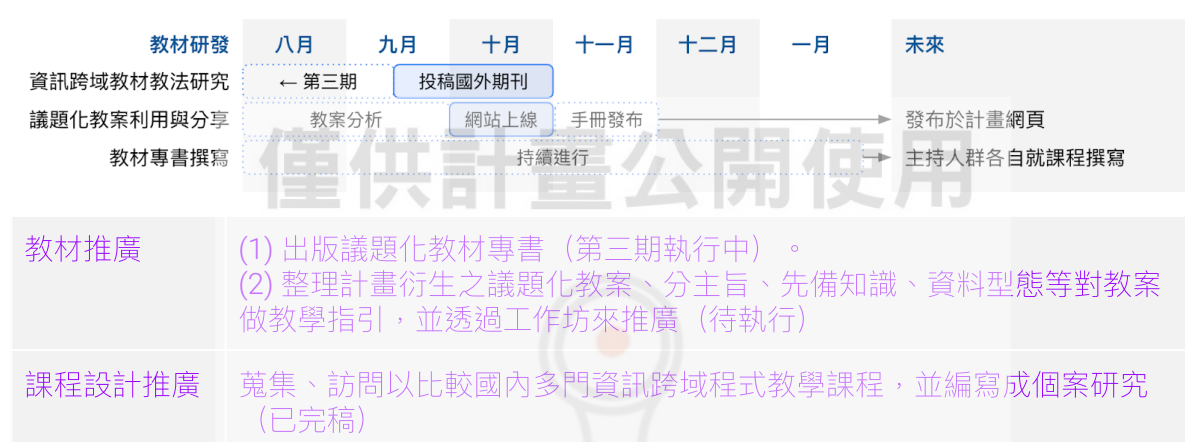 教材研發 八月 九月 十月 十一月 十二月 一月 未來
資訊跨域教材教法研究 ← 第三期 投稿國外期刊
議題化教案利用與分享 教案分析 網站上線 手冊發布 發布於計畫網頁
教材專書撰寫 持續進行 主持人群各自就課程撰寫
僅供計畫公開使用
教材推廣 (1) 出版議題化教材專書（第三期執行中）。
(2) 整理計畫衍生之議題化教案、分主旨、先備知識、資料型態等對教案
做教學指引，並透過工作坊來推廣（待執行）
課程設計推廣 蒐集、訪問以比較國內多門資訊跨域程式教學課程，並編寫成個案研究
（已完稿）